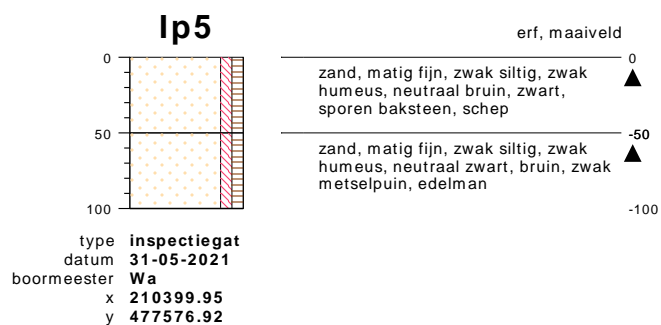 Ip5
erf, maaiveld
0
0
zand, matig fijn, zwak siltig, zwak
humeus, neutraal bruin, zwart,
sporen baksteen, schep
50
-50
zand, matig fijn, zwak siltig, zwak
humeus, neutraal zwart, bruin, zwak
metselpuin, edelman
100
-100
type inspectiegat
datum 31-05-2021
boormeester Wa
x 210399.95
y 477576.92